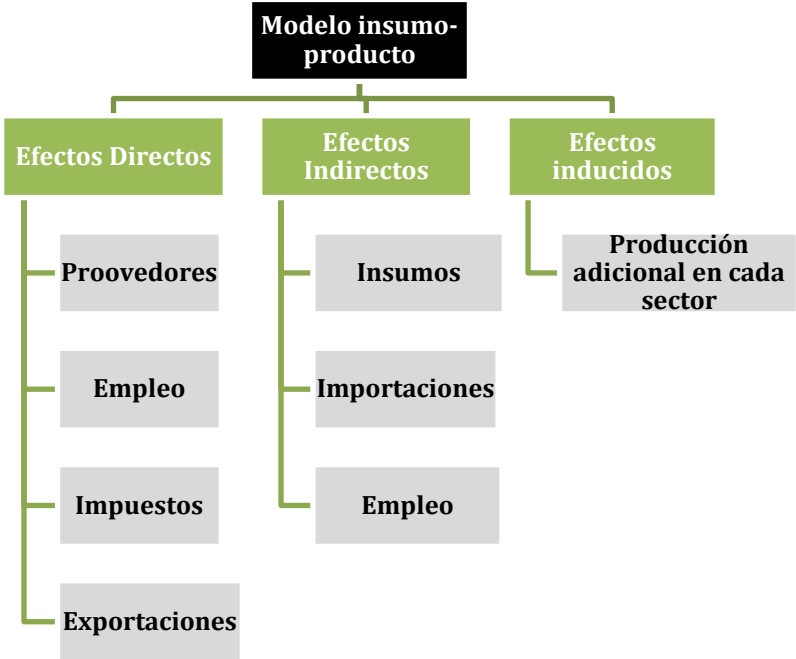 Modelo insumo-
producto
Efectos Directos
Proovedores
Empleo
Impuestos
Exportaciones
Efectos
Indirectos
Insumos
Importaciones
Empleo
Efectos
inducidos
Producción
adicional en cada
sector